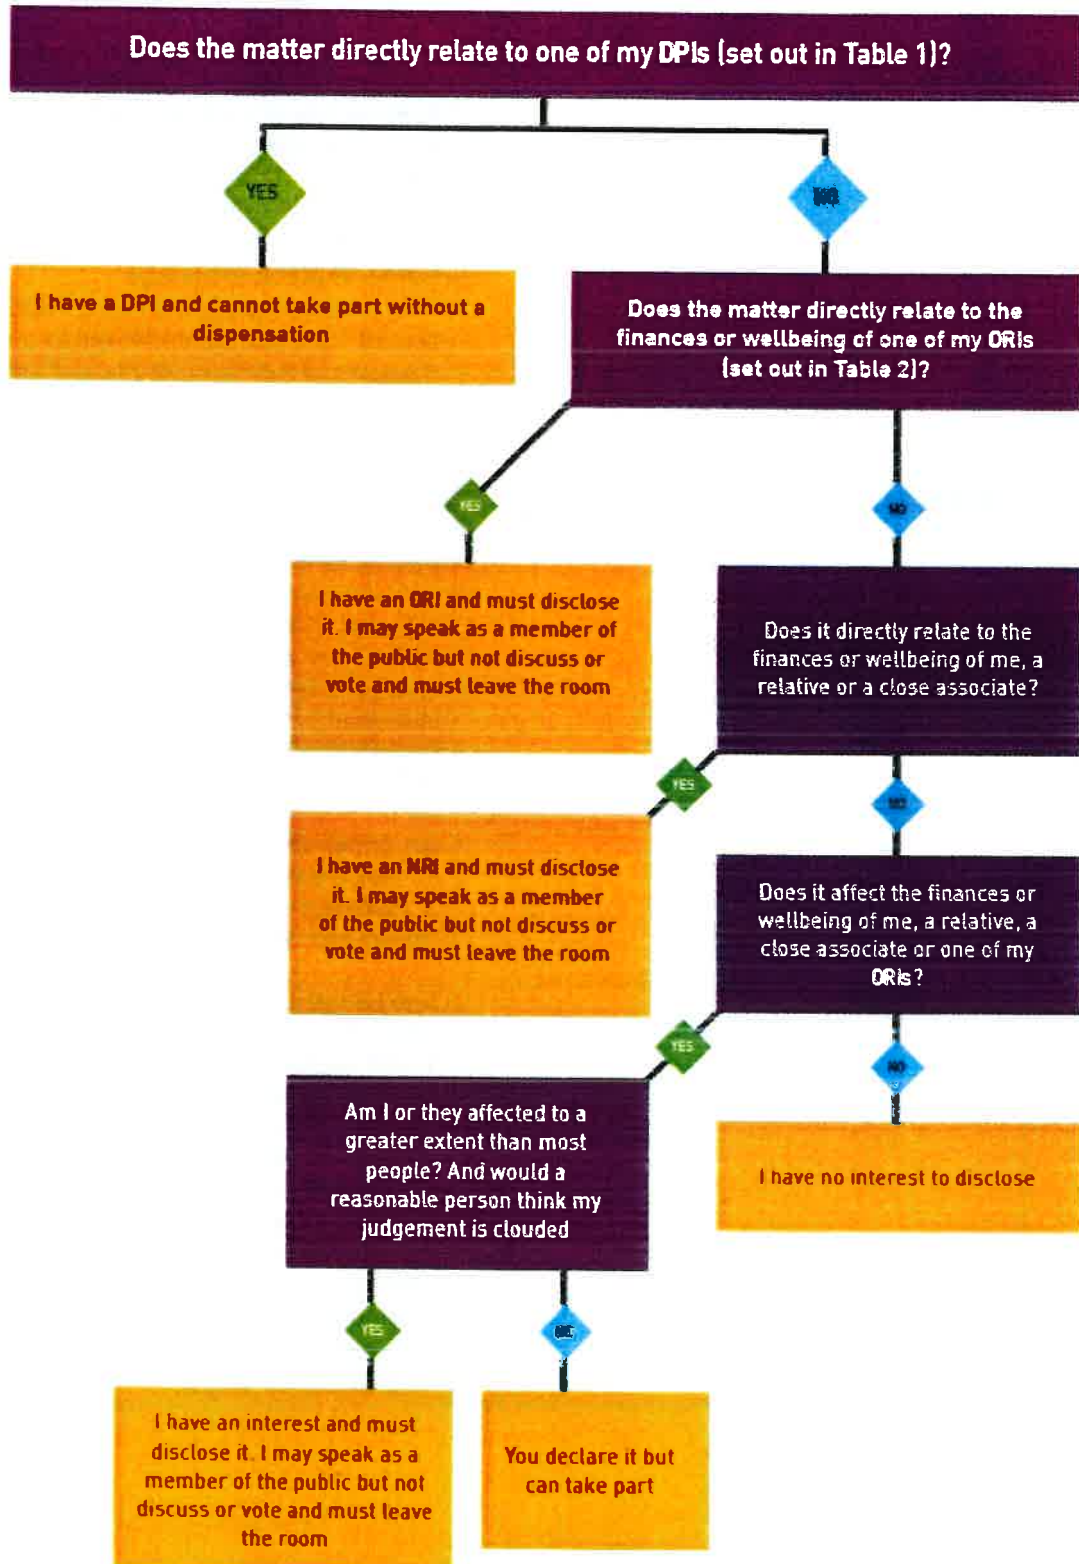 Does the matter directly relate to one of my DPIs (set out in Table 1)?
YES
I have a DPI and cannot take part without a
dispensation
Does the matter directly relate to the
finances or wellbeing of one of my ORIs
(set out in Table 2)?
YES
NO
I have an ORI and must disclose
it. I may speak as a member of
the public but not discuss or
vote and must leave the room
Does it directly relate to the
finances or wellbeing of me, a
relative or a close associate?
YES
NO
I have an NRI and must disclose
it. I may speak as a member
of the public but not discuss or
vote and must leave the room
Does it affect the finances or
wellbeing of me, a relative, a
close associate or one of my
ORIs?
YES
NO
Am I or they affected to a
greater extent than most
people? And would a
reasonable person think my
judgement is clouded
I have no interest to disclose
YES
I have an interest and must
disclose it. I may speak as a
member of the public but not
discuss or vote and must leave
the room
You declare it but
can take part